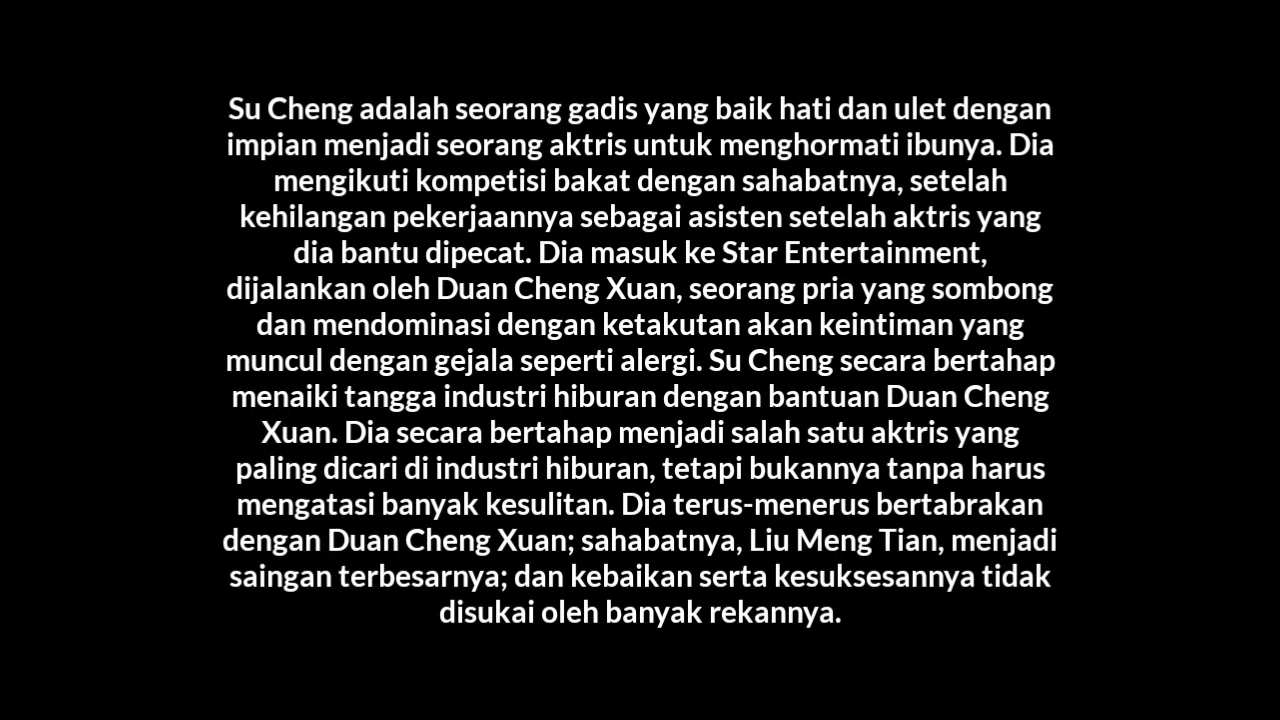 Su Cheng adalah seorang gadis yang baik hati dan ulet dengan
impian menjadi seorang aktris untuk menghormati ibunya. Dia
mengikuti kompetisi bakat dengan sahabatnya, setelah
kehilangan pekerjaannya sebagai asisten setelah aktris yang
dia bantu dipecat. Dia masuk ke Star Entertainment,
dijalankan oleh Duan Cheng Xuan, seorang pria yang sombong
dan mendominasi dengan ketakutan akan keintiman yang
muncul dengan gejala seperti alergi. Su Cheng secara bertahap
menaiki tangga industri hiburan dengan bantuan Duan Cheng
Xuan. Dia secara bertahap menjadi salah satu aktris yang
paling dicari di industri hiburan, tetapi bukannya tanpa harus
mengatasi banyak kesulitan. Dia terus-menerus bertabrakan
dengan Duan Cheng Xuan; sahabatnya, Liu Meng Tian, menjadi
saingan terbesarnya; dan kebaikan serta kesuksesannya tidak
disukai oleh banyak rekannya.